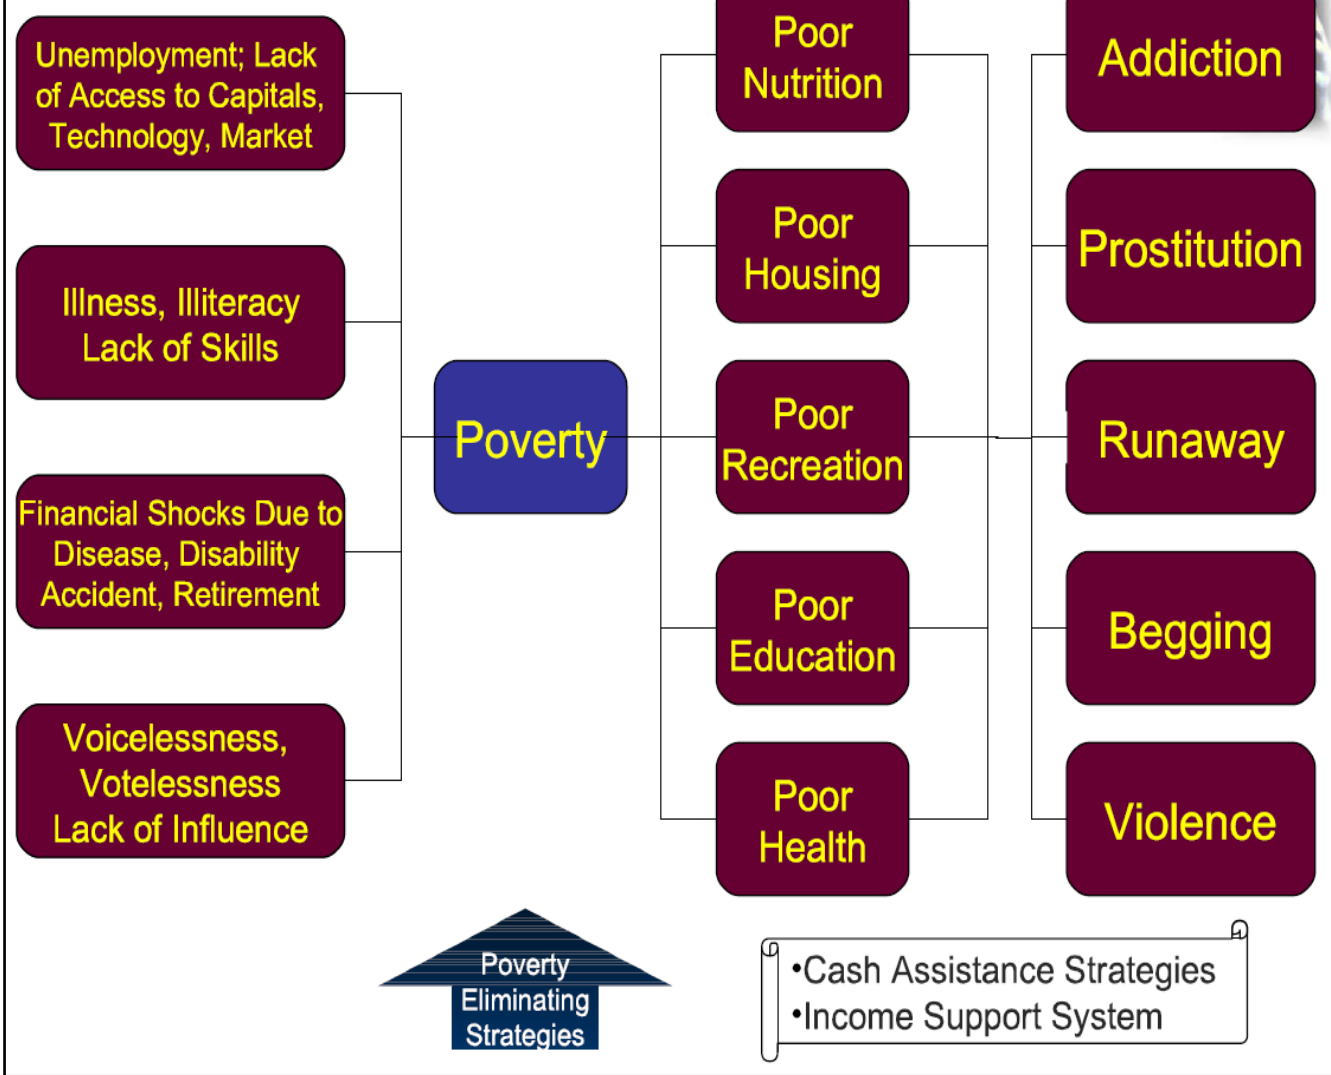 Unemployment; Lack
of Access to Capitals,
Technology, Market
Illness, Illiteracy
Lack of Skills
Financial Shocks Due to
Disease, Disability
Accident, Retirement
Voicelessness,
Votelessness
Lack of Influence
Poverty
Poor
Nutrition
Poor
Housing
Poor
Recreation
Poor
Education
Poor
Health
Addiction
Prostitution
Runaway
Begging
Violence
Poverty
Eliminating
Strategies
•Cash Assistance Strategies
•Income Support System